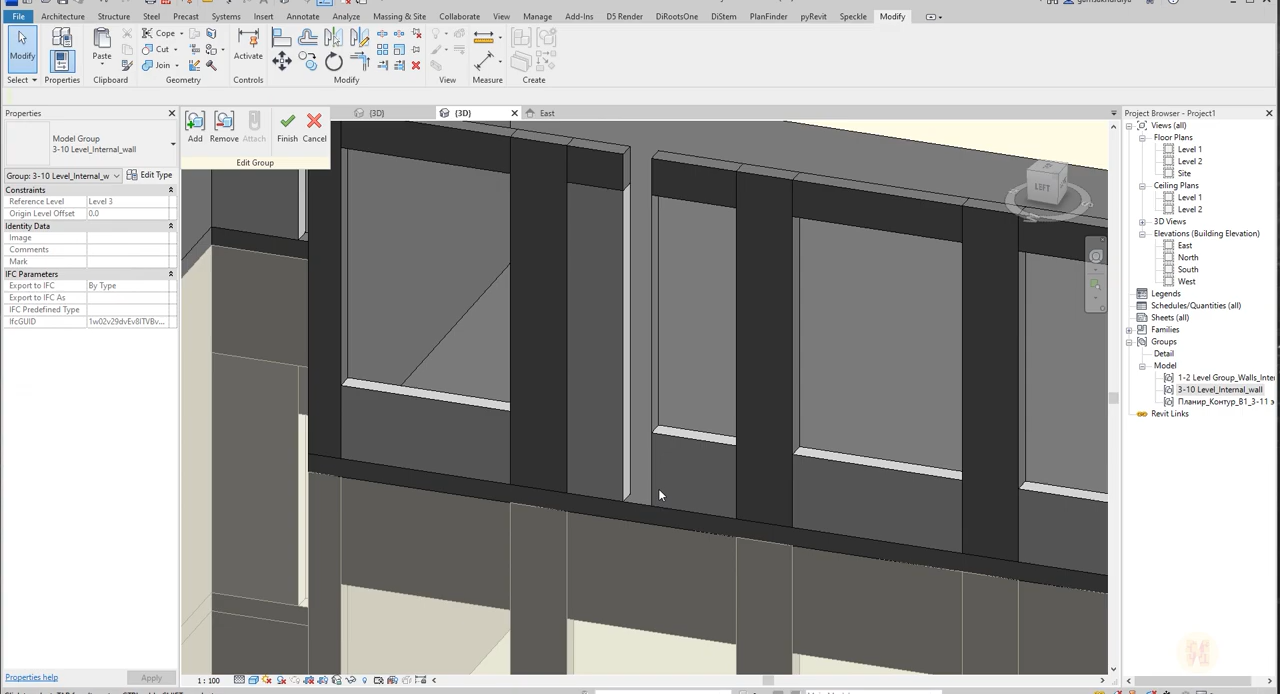 File Architecture Structure Steel Precast Systems Insert Annotate Analyze Massing & Site Collaborate View Manage Add-Ins D5 Render DiRootsOne DiStem PlanFinder pyRevit Speckle Modify
Modify
Properties
Paste
Cope
Cut
Join
Activate
Select Properties Clipboard Geometry Controls Modify View Measure Create
Properties
Model Group
3-10 Level_Internal_wall
Group: 3-10 Level_Internal_w Edit Type
Constraints
Reference Level Level 3
Origin Level Offset 0.0
Identity Data
Image
Comments
Mark
IFC Parameters
Export to IFC By Type
Export to IFC As
IFC Predefined Type
IfcGUID
Properties help
Apply
{3D} {3D} East
Add Remove Attach Finish Cancel
Edit Group
LEFT
1 : 100
Project Browser - Project1
Views (all)
Floor Plans
Level 1
Level 2
Site
Ceiling Plans
Level 1
Level 2
3D Views
Elevations (Building Elevation)
East
North
South
West
Legends
Schedules/Quantities (all)
Sheets (all)
Families
Groups
Detail
Model
1-2 Level Group_Walls_Inte
3-10 Level_Internal_wall
Планир_Контур_В1_3-11 э
Revit Links